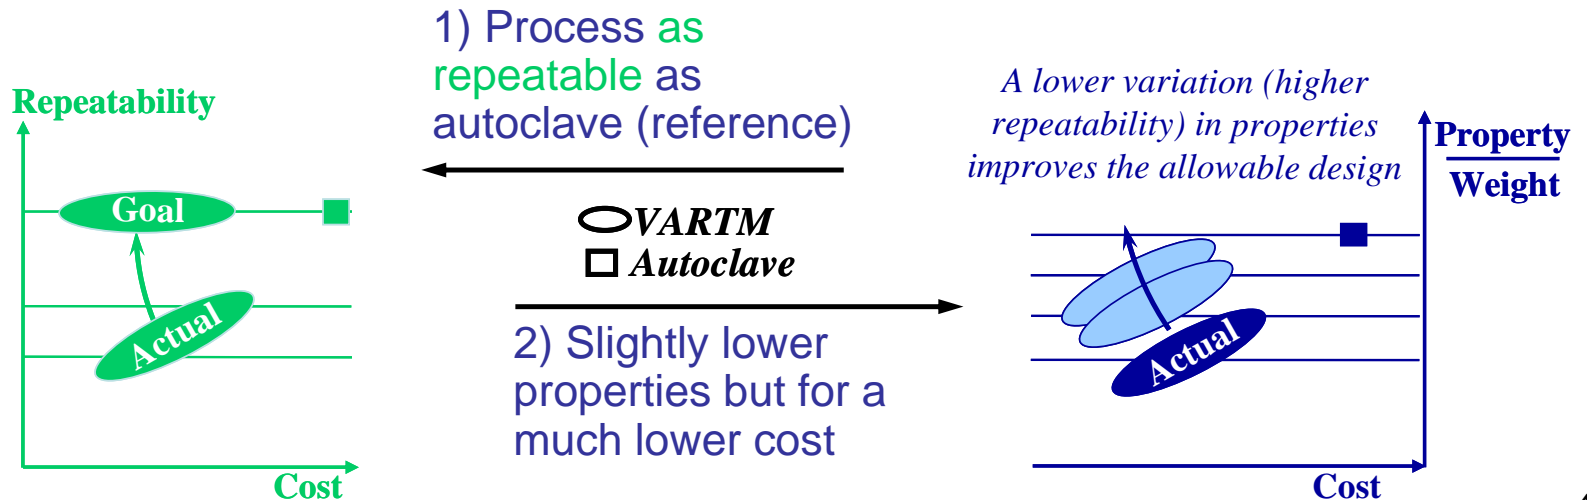 Repeatability
Goal
Actual
Cost
1) Process as
repeatable as
autoclave (reference)
VARTM
Autoclave
2) Slightly lower
properties but for a
much lower cost
A lower variation (higher
repeatability) in properties
improves the allowable design
Property
Weight
Actual
Cost